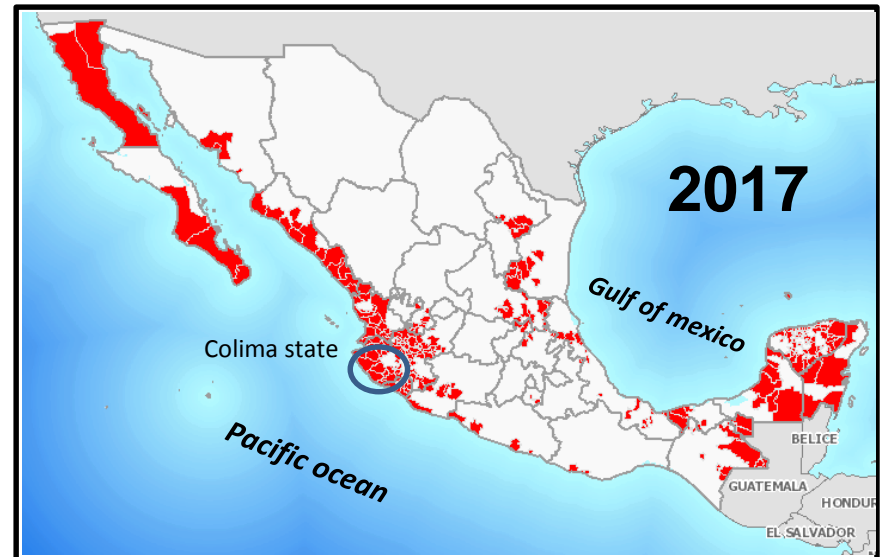 2017
Gulf of mexico
Colima state
Pacific ocean
BELICE
GUATEMALA
HONDUR
EL SALVADOR